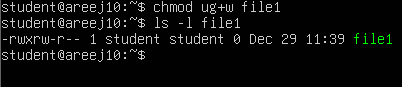 student@areej10:~$ chmod ug+w file1
student@areej10:~$ ls -l file1
-rwxrw-r-- 1 student student 0 Dec 29 11:39 file1
student@areej10:~$